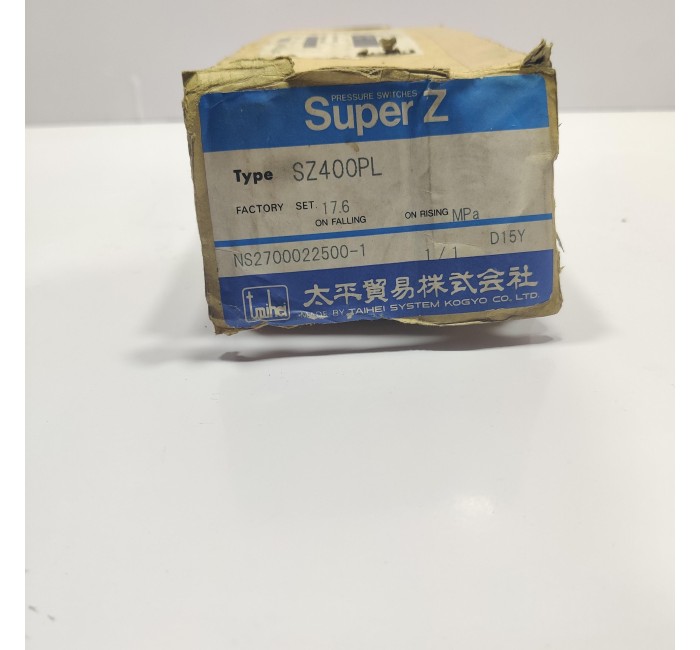 PRESSURE SWITCHES
Super Z
Type SZ400PL
FACTORY SET: 17.6 ON FALLING ON RISING MPa
NS2700022500-1 1/1 D15Y
taihei 太平貿易株式会社
MADE BY TAIHEI SYSTEM KOGYO CO., LTD.